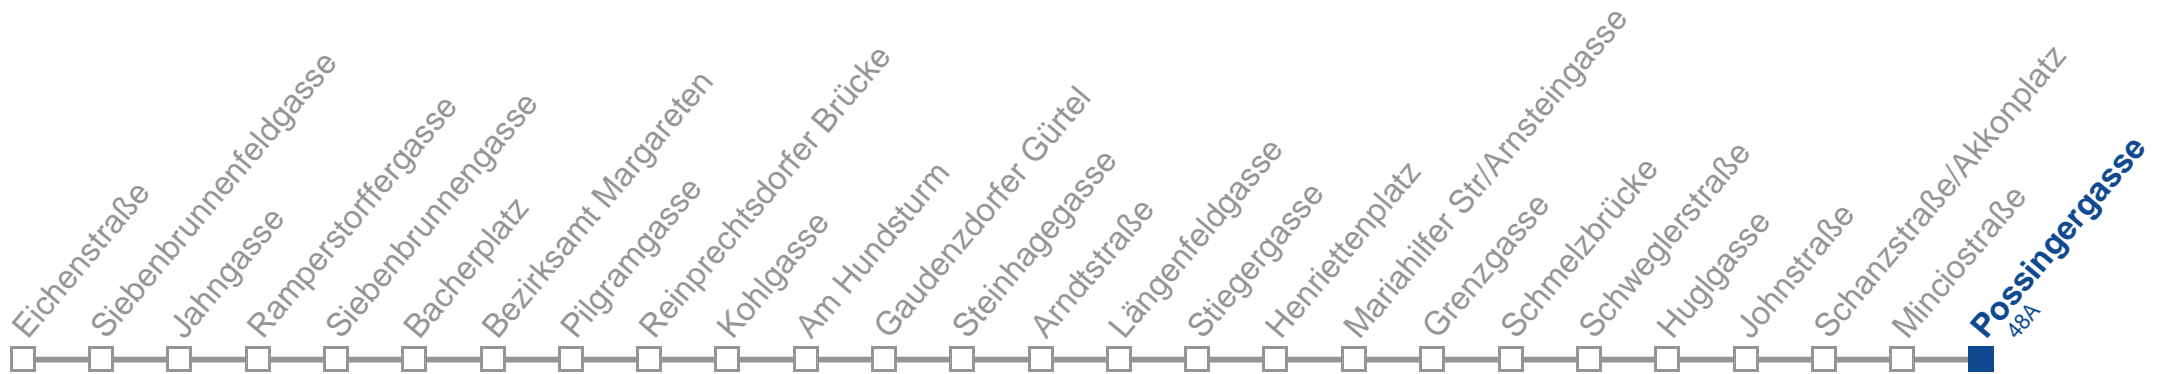 Eichenstraße
Siebenbrunnenfeldgasse
Jahngasse
Ramperstorffergasse
Siebenbrunnengasse
Bacherplatz
Bezirksamt Margareten
Pilgramgasse
Reinprechtsdorfer Brücke
Kohlgasse
Am Hundsturm
Gaudenzdorfer Gürtel
Steinhagegasse
Arndtstraße
Längenfeldgasse
Stiegergasse
Henriettenplatz
Mariahilfer Str/Arnsteingasse
Grenzgasse
Schmelzbrücke
Schweglerstraße
Huglgasse
Johnstraße
Schanzstraße/Akkonplatz
Minciostraße
Possingergasse
48A